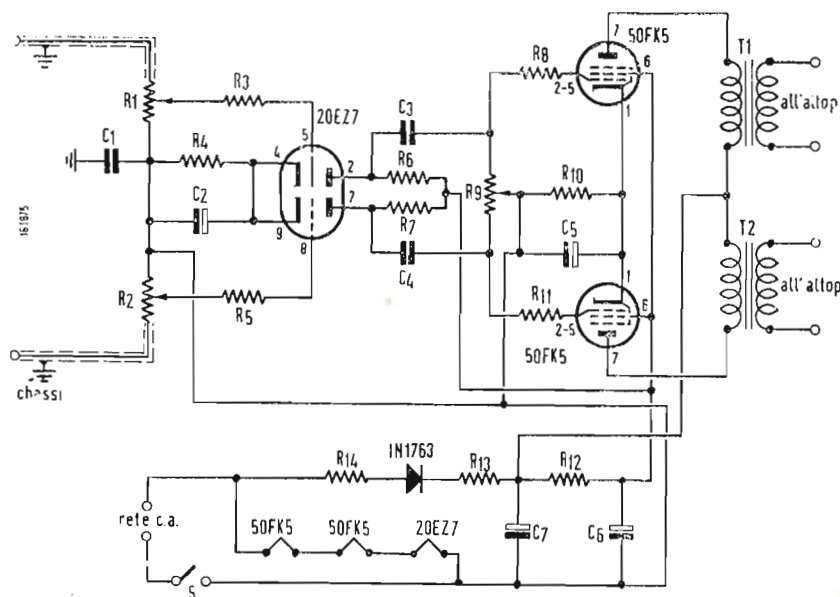 7
50FK5
T1
R8
6
2-5
1
all'altop
R1
R3
20EZ7
C3
C1
R4
4
5
2
R6
R9
R10
C2
7
R7
9
8
C4
C5
T2
161975
R2
R5
R11
1
6
2-5
all'altop
50FK5
7
chassi
R14
1N1763
R13
R12
rete c.a.
50FK5
50FK5
20EZ7
C7
C6
S